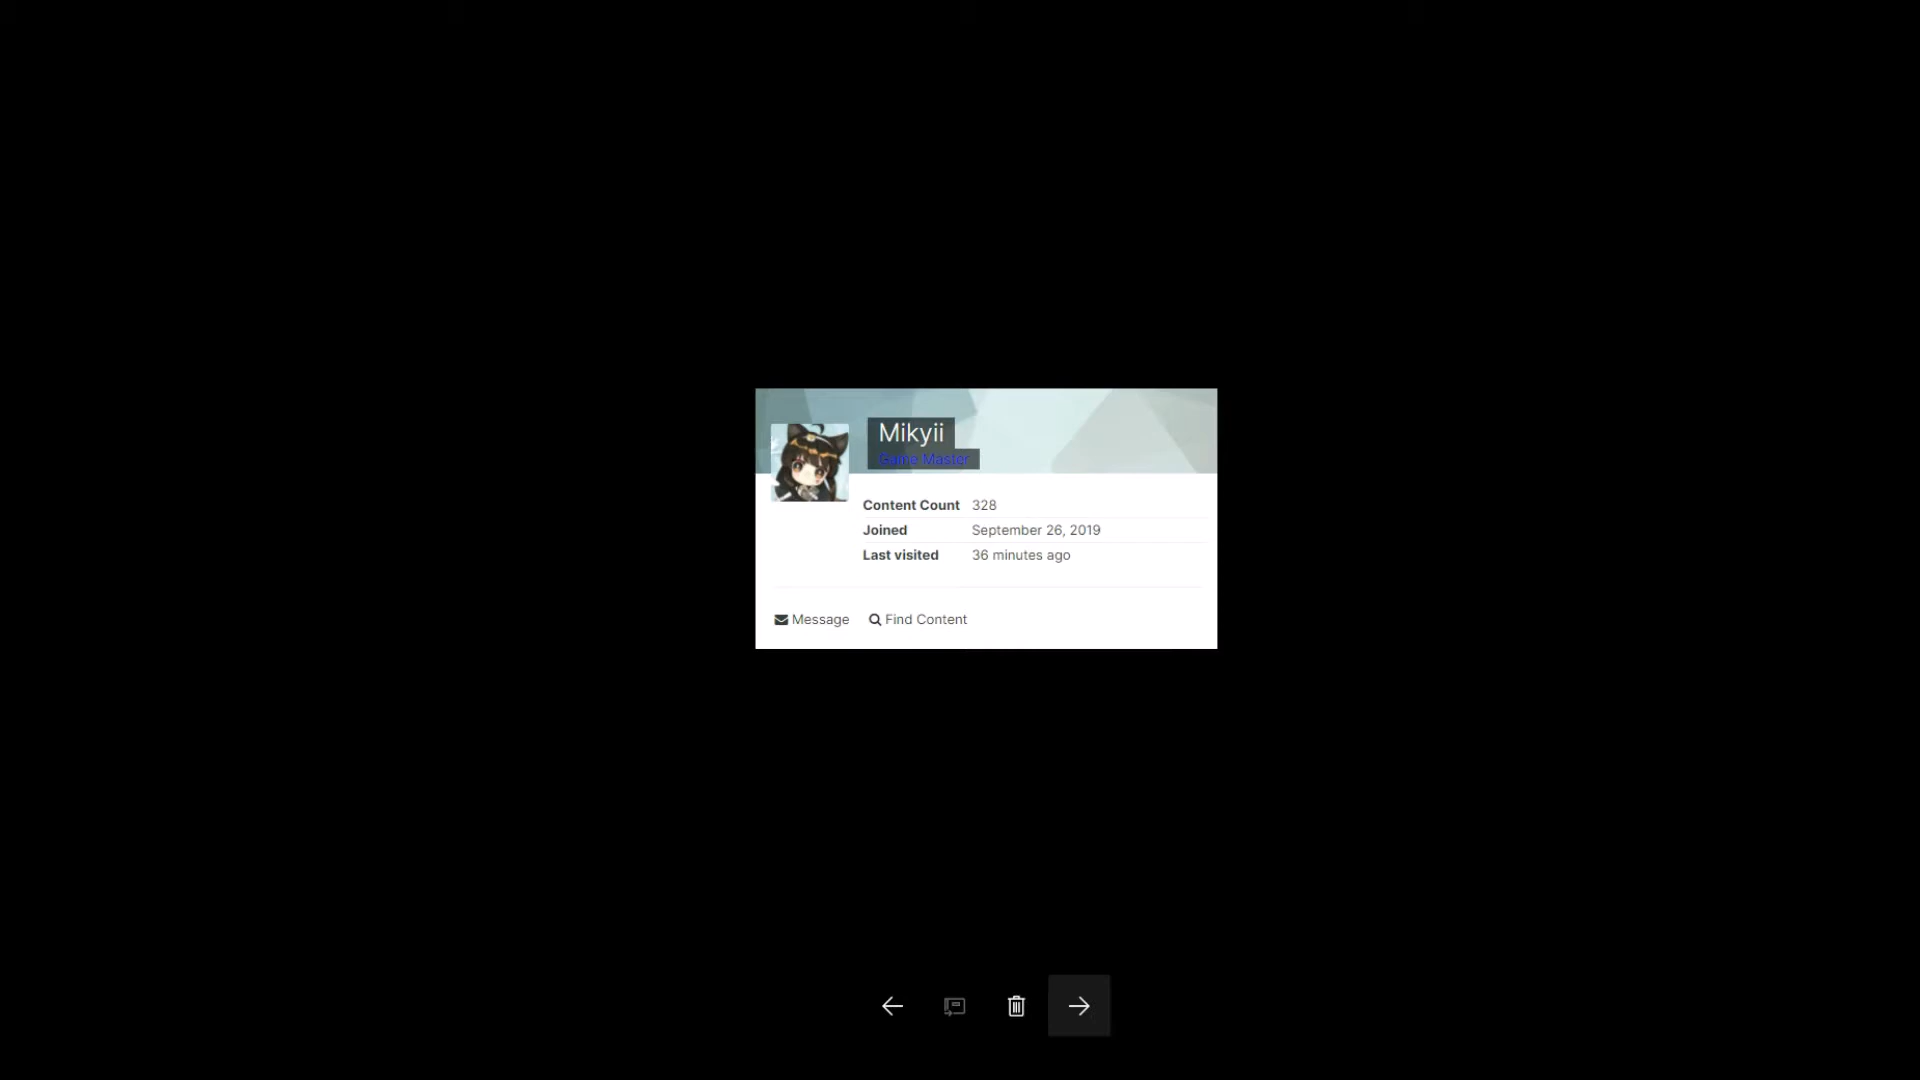 Mikyii
Game Master
Content Count 328
Joined September 26, 2019
Last visited 36 minutes ago
Message Find Content